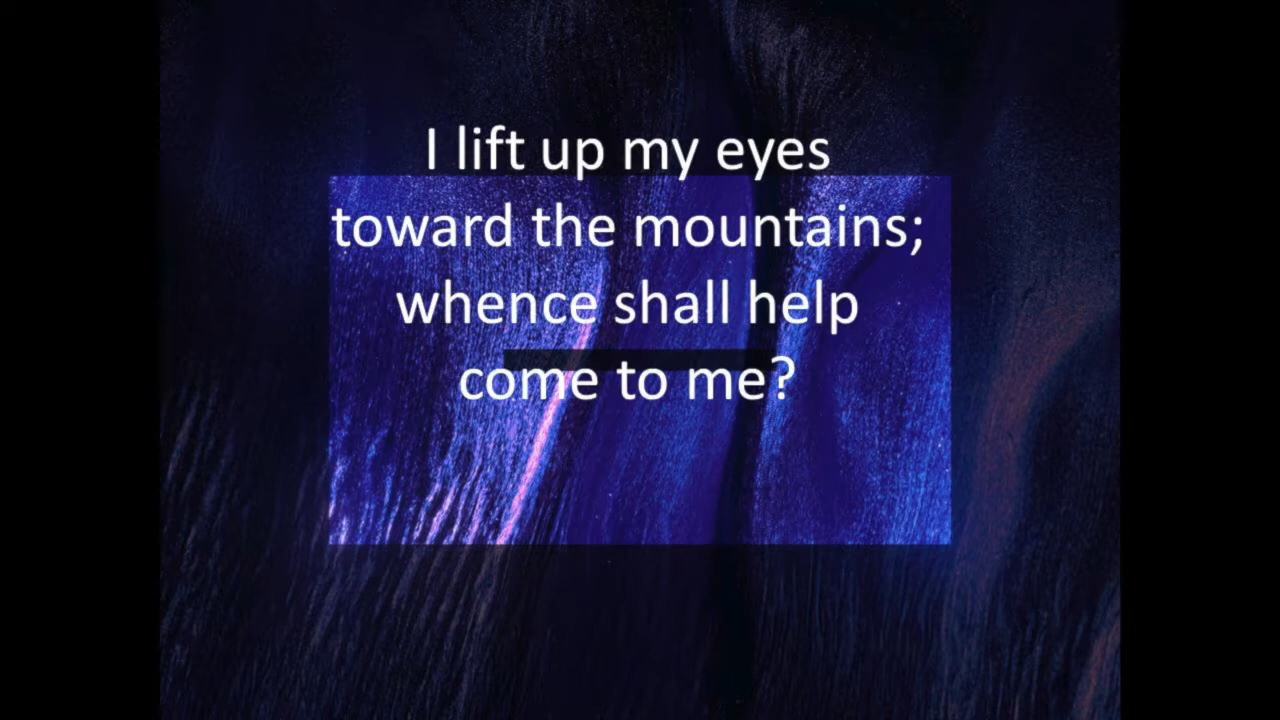 I lift up my eyes
toward the mountains;
whence shall help
come to me?